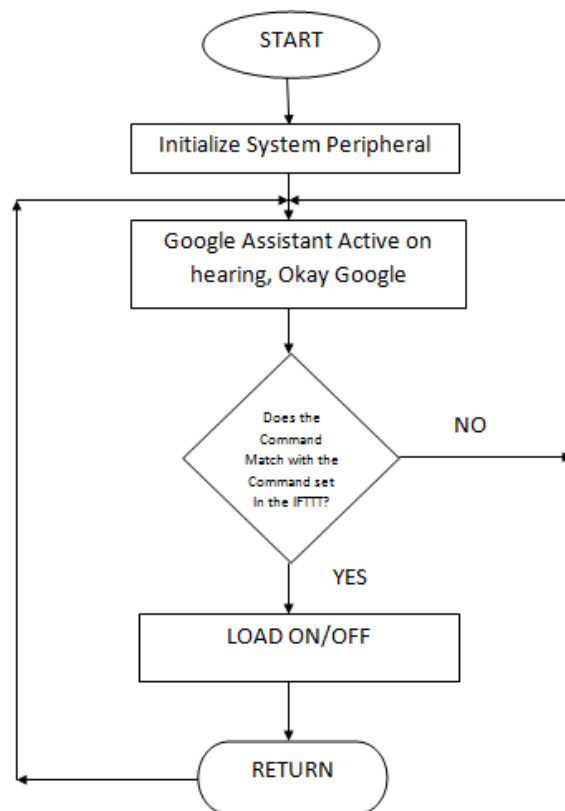 START
Initialize System Peripheral
Google Assistant Active on
hearing, Okay Google
Does the
Command
Match with the
Command set
In the IFTTT?
NO
YES
LOAD ON/OFF
RETURN